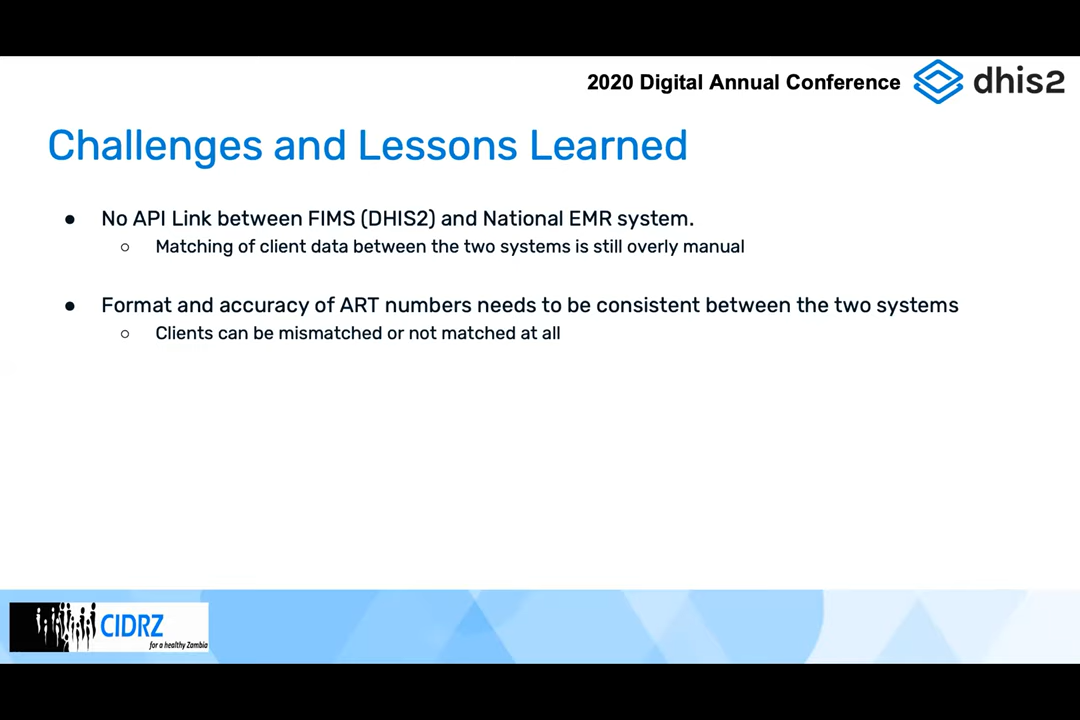 2020 Digital Annual Conference dhis2
Challenges and Lessons Learned
● No API Link between FIMS (DHIS2) and National EMR system.
○ Matching of client data between the two systems is still overly manual
● Format and accuracy of ART numbers needs to be consistent between the two systems
○ Clients can be mismatched or not matched at all
CIDRZ
for a healthy Zambia